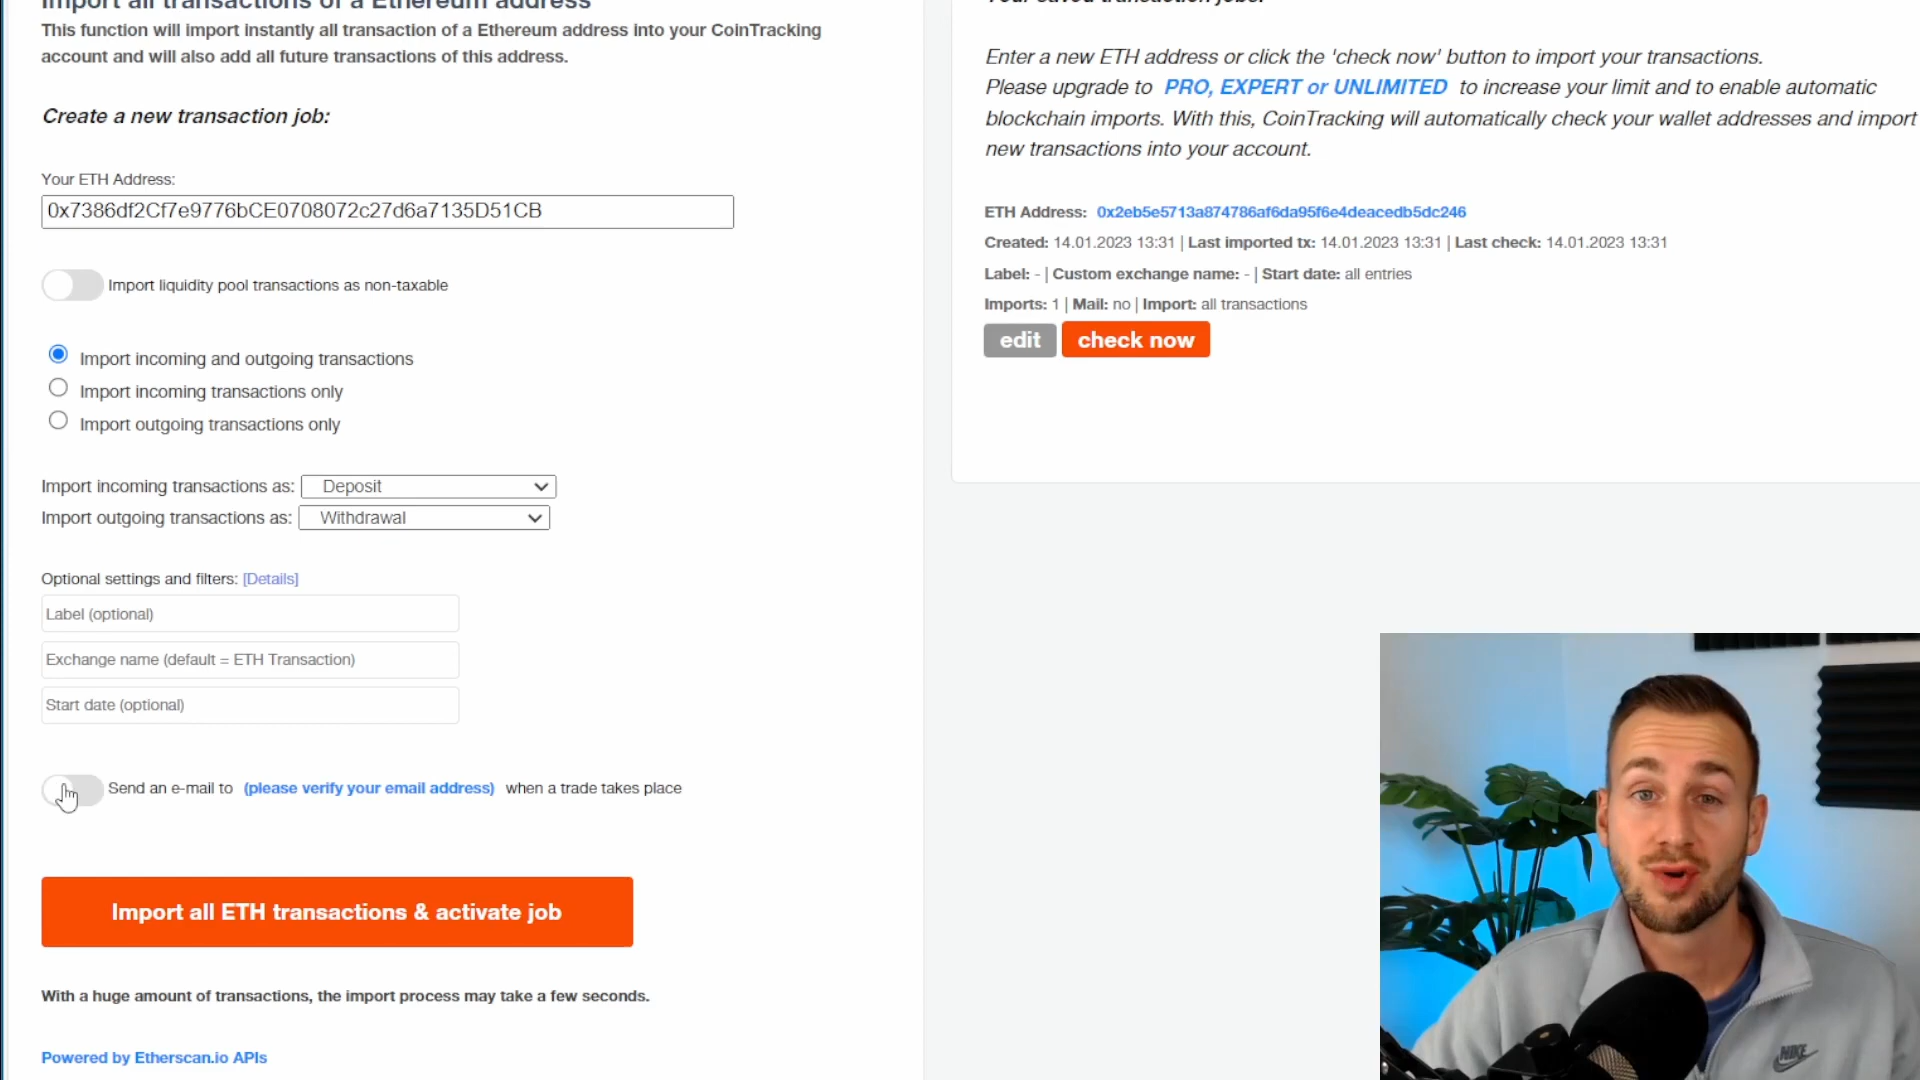 Import all transactions of a Ethereum address
This function will import instantly all transaction of a Ethereum address into your CoinTracking
account and will also add all future transactions of this address.
Create a new transaction job:
Your ETH Address:
0x7386df2Cf7e9776bCE0708072c27d6a7135D51CB
Import liquidity pool transactions as non-taxable
Import incoming and outgoing transactions
Import incoming transactions only
Import outgoing transactions only
Import incoming transactions as: Deposit
Import outgoing transactions as: Withdrawal
Optional settings and filters: [Details]
Label (optional)
Exchange name (default = ETH Transaction)
Start date (optional)
Send an e-mail to (please verify your email address) when a trade takes place
Import all ETH transactions & activate job
With a huge amount of transactions, the import process may take a few seconds.
Powered by Etherscan.io APIs
Your saved transaction jobs:
Enter a new ETH address or click the 'check now' button to import your transactions.
Please upgrade to PRO, EXPERT or UNLIMITED to increase your limit and to enable automatic
blockchain imports. With this, CoinTracking will automatically check your wallet addresses and import
new transactions into your account.
ETH Address: 0x2eb5e5713a874786af6da95f6e4deacedb5dc246
Created: 14.01.2023 13:31 | Last imported tx: 14.01.2023 13:31 | Last check: 14.01.2023 13:31
Label: - | Custom exchange name: - | Start date: all entries
Imports: 1 | Mail: no | Import: all transactions
edit check now
NIKE